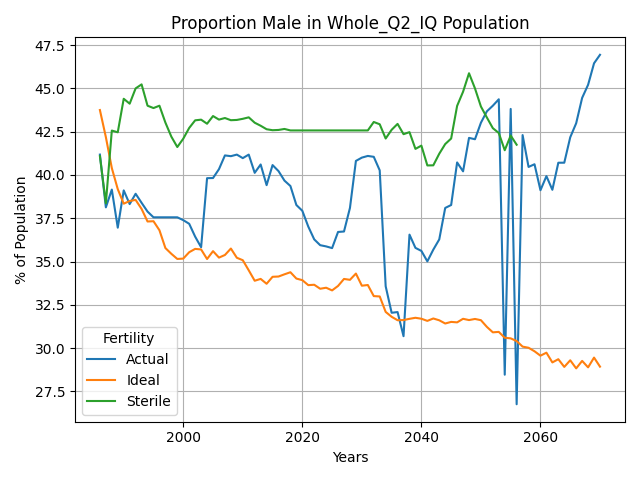 Proportion Male in Whole_Q2_IQ Population
47.5
45.0
42.5
40.0
37.5
35.0
32.5
30.0
27.5
% of Population
Fertility
Actual
Ideal
Sterile
2000 2020 2040 2060
Years